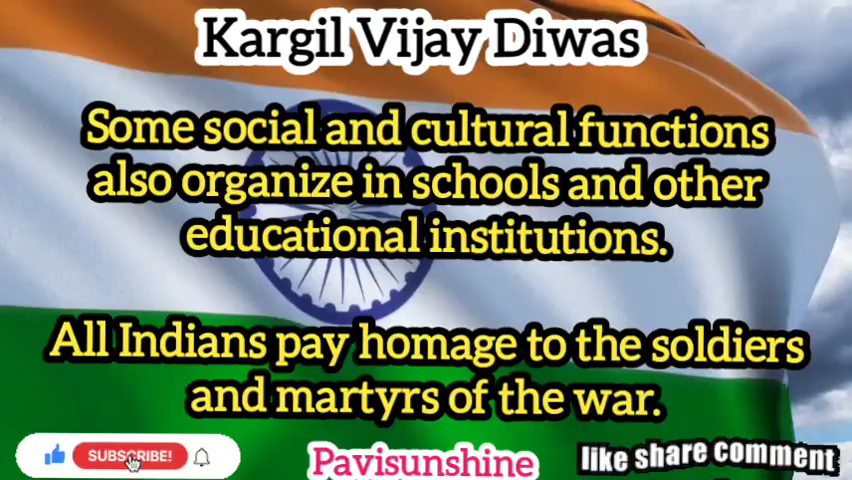 Kargil Vijay Diwas
Some social and cultural functions
also organize in schools and other
educational institutions.
All Indians pay homage to the soldiers
and martyrs of the war.
SUBSCRIBE!
Pavisunshine
like share comment